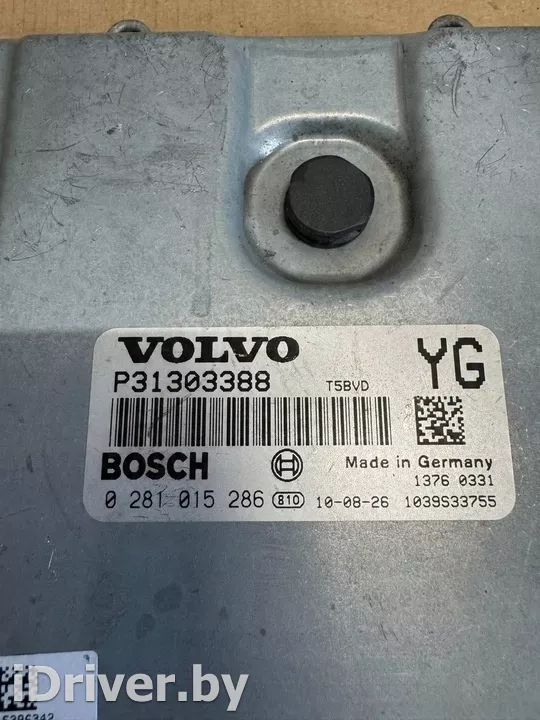 VOLVO
YG
P31303388 T5BVD
BOSCH Made in Germany
1376 0331
0 281 015 286 810 10-08-26 1039S33755
iDriver.by